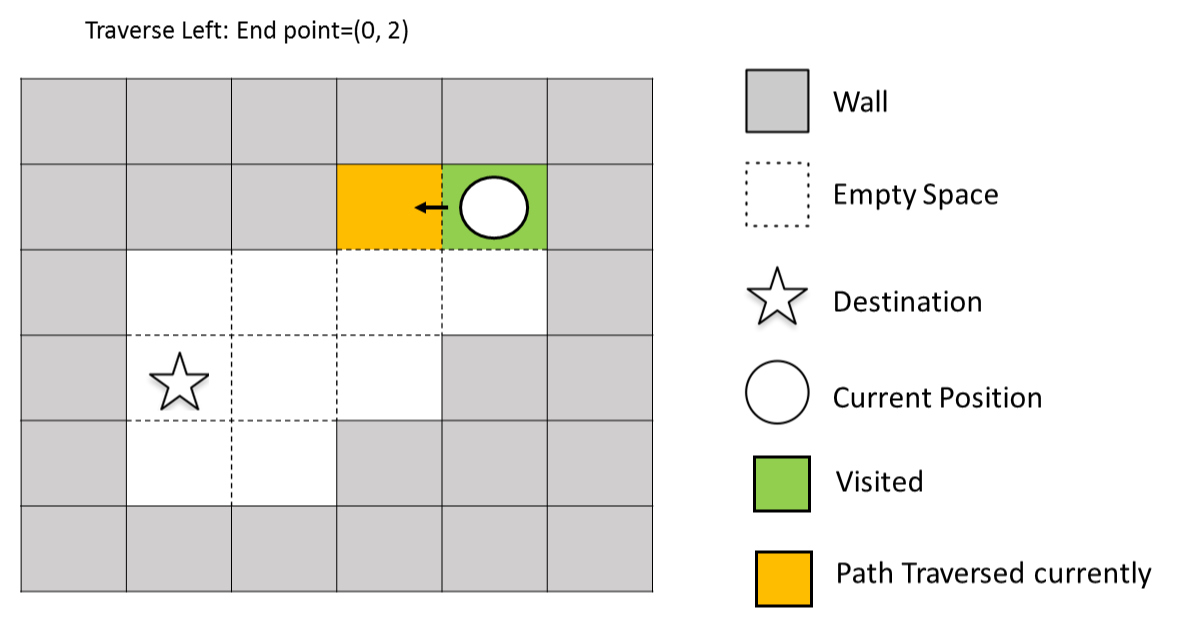 Traverse Left: End point=(0, 2)
Wall
Empty Space
Destination
Current Position
Visited
Path Traversed currently